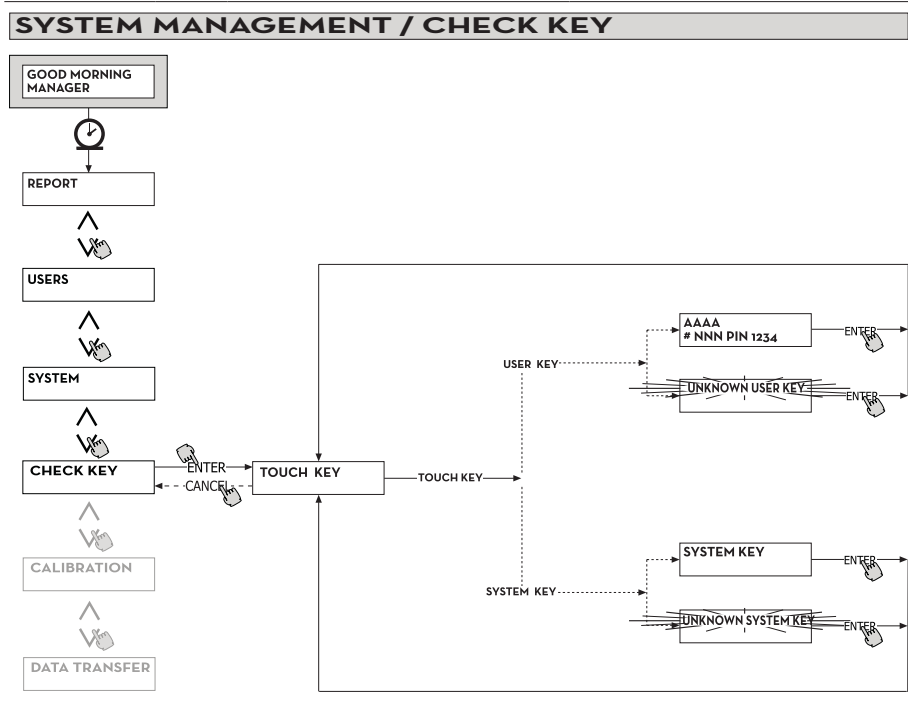 SYSTEM MANAGEMENT / CHECK KEY
GOOD MORNING
MANAGER
REPORT
USERS
SYSTEM
CHECK KEY
ENTER
CANCEL
TOUCH KEY
TOUCH KEY
USER KEY
AAAA
# NNN PIN 1234
ENTER
UNKNOWN USER KEY
ENTER
SYSTEM KEY
SYSTEM KEY
ENTER
UNKNOWN SYSTEM KEY
ENTER
CALIBRATION
DATA TRANSFER